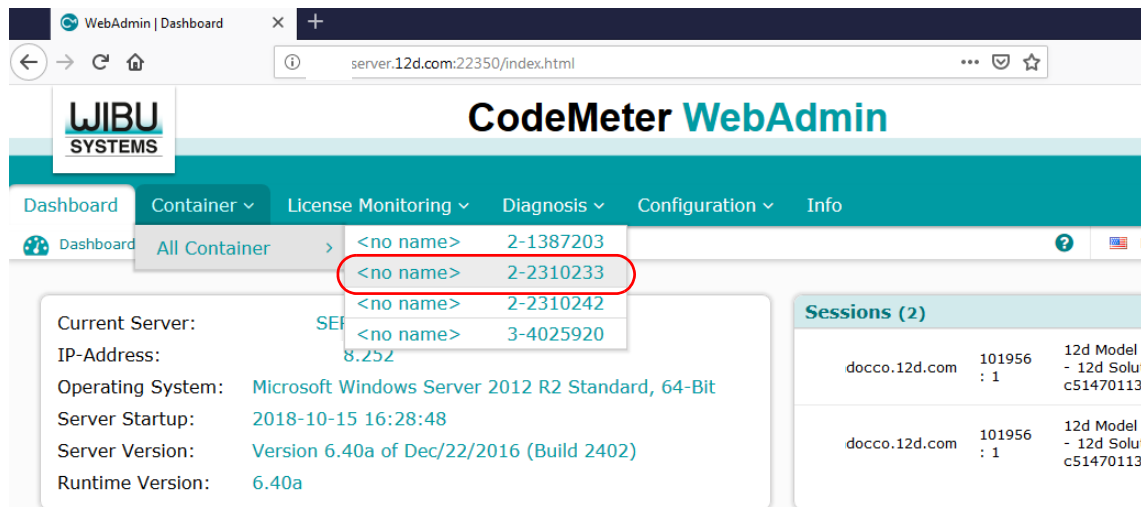 WebAdmin | Dashboard
server.12d.com:22350/index.html
WIBU
SYSTEMS
CodeMeter WebAdmin
Dashboard Container License Monitoring Diagnosis Configuration Info
Dashboard
All Container
<no name> 2-1387203
<no name> 2-2310233
<no name> 2-2310242
<no name> 3-4025920
Current Server: SER
IP-Address: 8.252
Operating System: Microsoft Windows Server 2012 R2 Standard, 64-Bit
Server Startup: 2018-10-15 16:28:48
Server Version: Version 6.40a of Dec/22/2016 (Build 2402)
Runtime Version: 6.40a
Sessions (2)
docco.12d.com 101956 : 1 12d Model
- 12d Solu
c51470113
docco.12d.com 101956 : 1 12d Model
- 12d Solu
c51470113